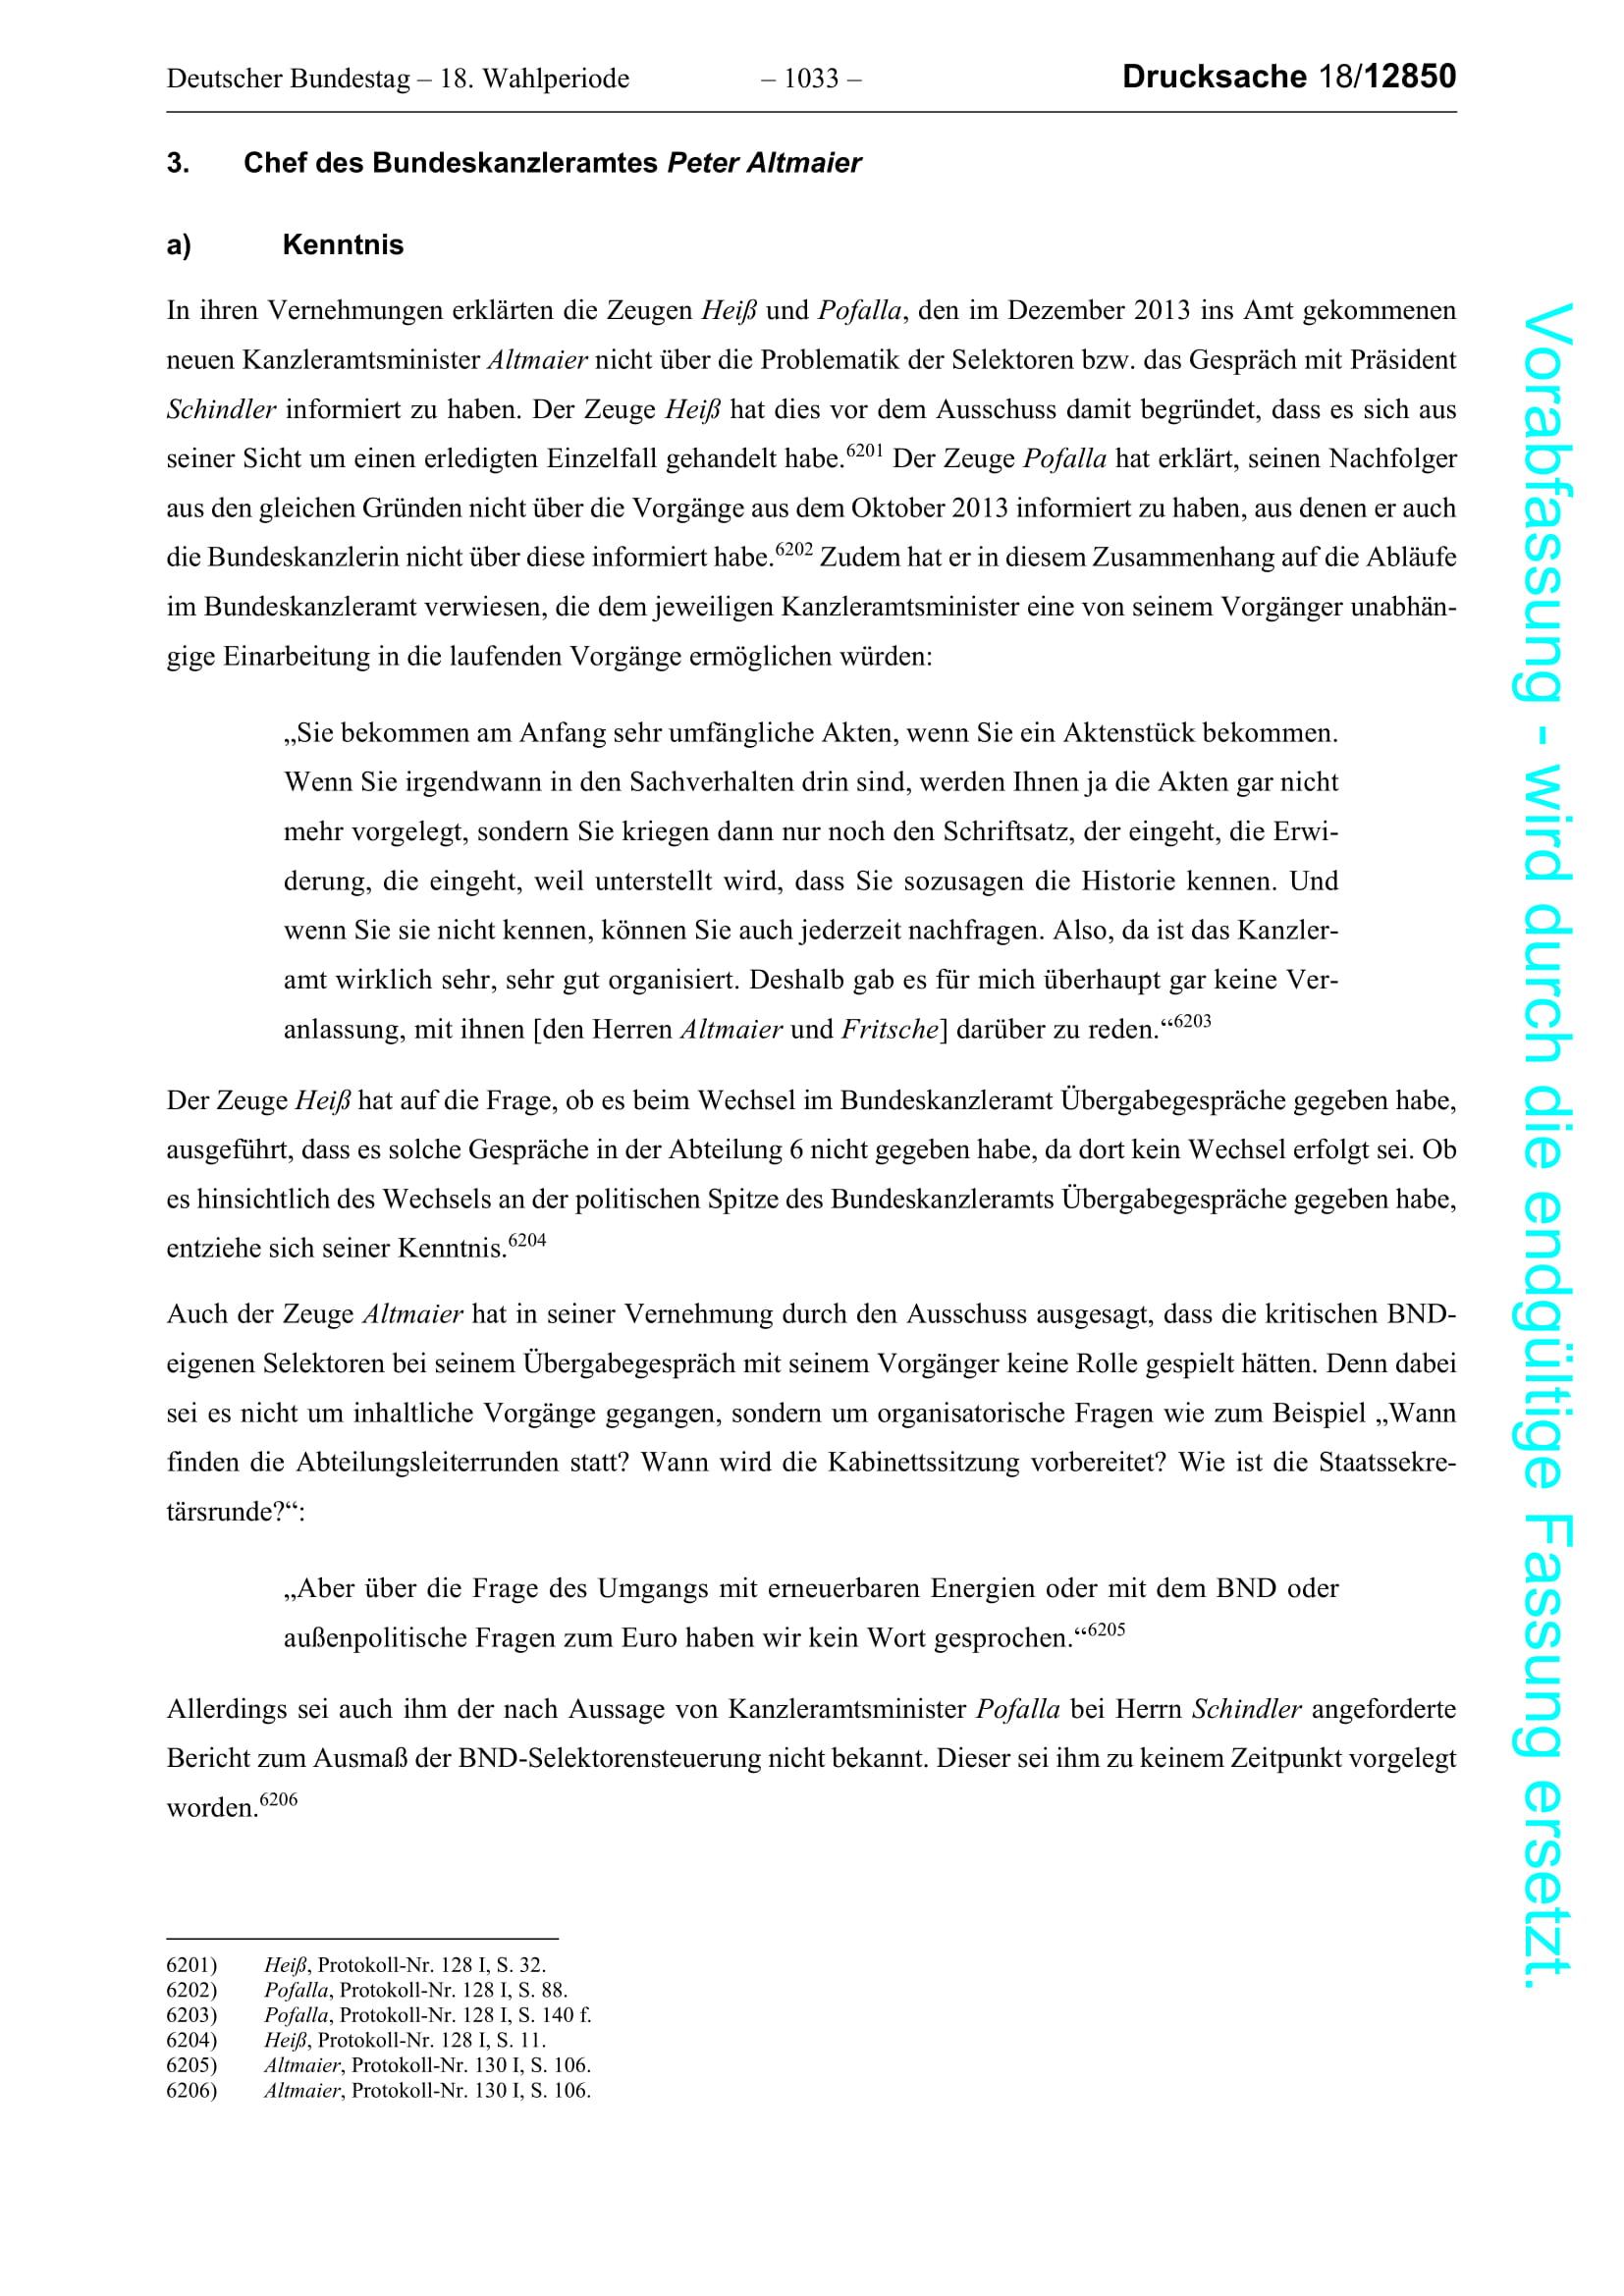 Deutscher Bundestag – 18. Wahlperiode – 1033 – Drucksache 18/12850
3. Chef des Bundeskanzleramtes Peter Altmaier
a) Kenntnis
In ihren Vernehmungen erklärten die Zeugen Heiß und Pofalla, den im Dezember 2013 ins Amt gekommenen
neuen Kanzleramtsminister Altmaier nicht über die Problematik der Selektoren bzw. das Gespräch mit Präsident
Schindler informiert zu haben. Der Zeuge Heiß hat dies vor dem Ausschuss damit begründet, dass es sich aus
seiner Sicht um einen erledigten Einzelfall gehandelt habe.6201 Der Zeuge Pofalla hat erklärt, seinen Nachfolger
aus den gleichen Gründen nicht über die Vorgänge aus dem Oktober 2013 informiert zu haben, aus denen er auch
die Bundeskanzlerin nicht über diese informiert habe.6202 Zudem hat er in diesem Zusammenhang auf die Abläufe
im Bundeskanzleramt verwiesen, die dem jeweiligen Kanzleramtsminister eine von seinem Vorgänger unabhän-
gige Einarbeitung in die laufenden Vorgänge ermöglichen würden:
„Sie bekommen am Anfang sehr umfängliche Akten, wenn Sie ein Aktenstück bekommen.
Wenn Sie irgendwann in den Sachverhalten drin sind, werden Ihnen ja die Akten gar nicht
mehr vorgelegt, sondern Sie kriegen dann nur noch den Schriftsatz, der eingeht, die Erwi-
derung, die eingeht, weil unterstellt wird, dass Sie sozusagen die Historie kennen. Und
wenn Sie sie nicht kennen, können Sie auch jederzeit nachfragen. Also, da ist das Kanzler-
amt wirklich sehr, sehr gut organisiert. Deshalb gab es für mich überhaupt gar keine Ver-
anlassung, mit ihnen [den Herren Altmaier und Fritsche] darüber zu reden.“6203
Der Zeuge Heiß hat auf die Frage, ob es beim Wechsel im Bundeskanzleramt Übergabegespräche gegeben habe,
ausgeführt, dass es solche Gespräche in der Abteilung 6 nicht gegeben habe, da dort kein Wechsel erfolgt sei. Ob
es hinsichtlich des Wechsels an der politischen Spitze des Bundeskanzleramts Übergabegespräche gegeben habe,
entziehe sich seiner Kenntnis.6204
Auch der Zeuge Altmaier hat in seiner Vernehmung durch den Ausschuss ausgesagt, dass die kritischen BND-
eigenen Selektoren bei seinem Übergabegespräch mit seinem Vorgänger keine Rolle gespielt hätten. Denn dabei
sei es nicht um inhaltliche Vorgänge gegangen, sondern um organisatorische Fragen wie zum Beispiel „Wann
finden die Abteilungsleiterrunden statt? Wann wird die Kabinettssitzung vorbereitet? Wie ist die Staatssekre-
tärsrunde?“:
„Aber über die Frage des Umgangs mit erneuerbaren Energien oder mit dem BND oder
außenpolitische Fragen zum Euro haben wir kein Wort gesprochen.“6205
Allerdings sei auch ihm der nach Aussage von Kanzleramtsminister Pofalla bei Herrn Schindler angeforderte
Bericht zum Ausmaß der BND-Selektorensteuerung nicht bekannt. Dieser sei ihm zu keinem Zeitpunkt vorgelegt
worden.6206
6201) Heiß, Protokoll-Nr. 128 I, S. 32.
6202) Pofalla, Protokoll-Nr. 128 I, S. 88.
6203) Pofalla, Protokoll-Nr. 128 I, S. 140 f.
6204) Heiß, Protokoll-Nr. 128 I, S. 11.
6205) Altmaier, Protokoll-Nr. 130 I, S. 106.
6206) Altmaier, Protokoll-Nr. 130 I, S. 106.
Vorabfassung - wird durch die endgültige Fassung ersetzt.